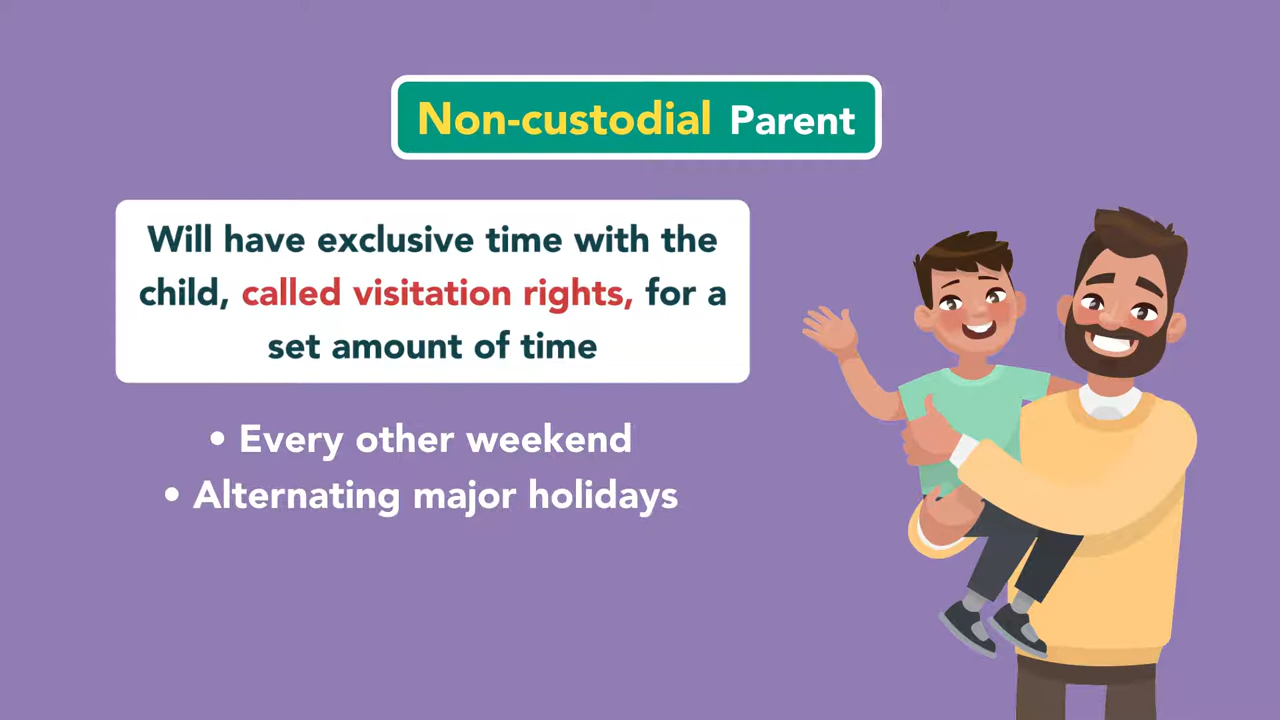 Non-custodial Parent
Will have exclusive time with the
child, called visitation rights, for a
set amount of time
• Every other weekend
• Alternating major holidays